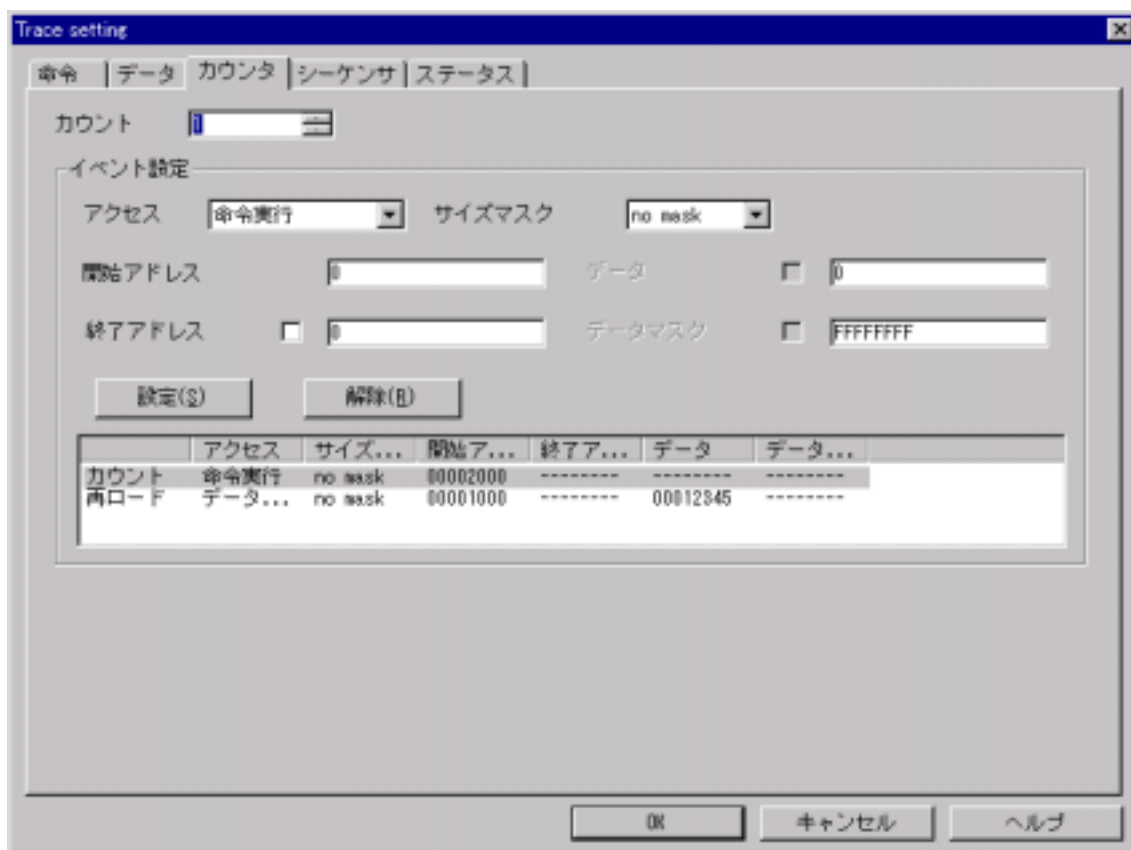 Trace setting
命令 データ カウンタ シーケンサ ステータス
カウント 1
イベント設定
アクセス 命令実行 サイズマスク no mask
開始アドレス 0 データ 0
終了アドレス 0 データマスク FFFFFFFF
設定(S) 解除(R)
アクセス サイズ... 開始ア... 終了ア... データ データ...
カウント 命令実行 no mask 00002000 -------- -------- --------
再ロード データ... no mask 00001000 -------- 00012345 --------
OK キャンセル ヘルプ